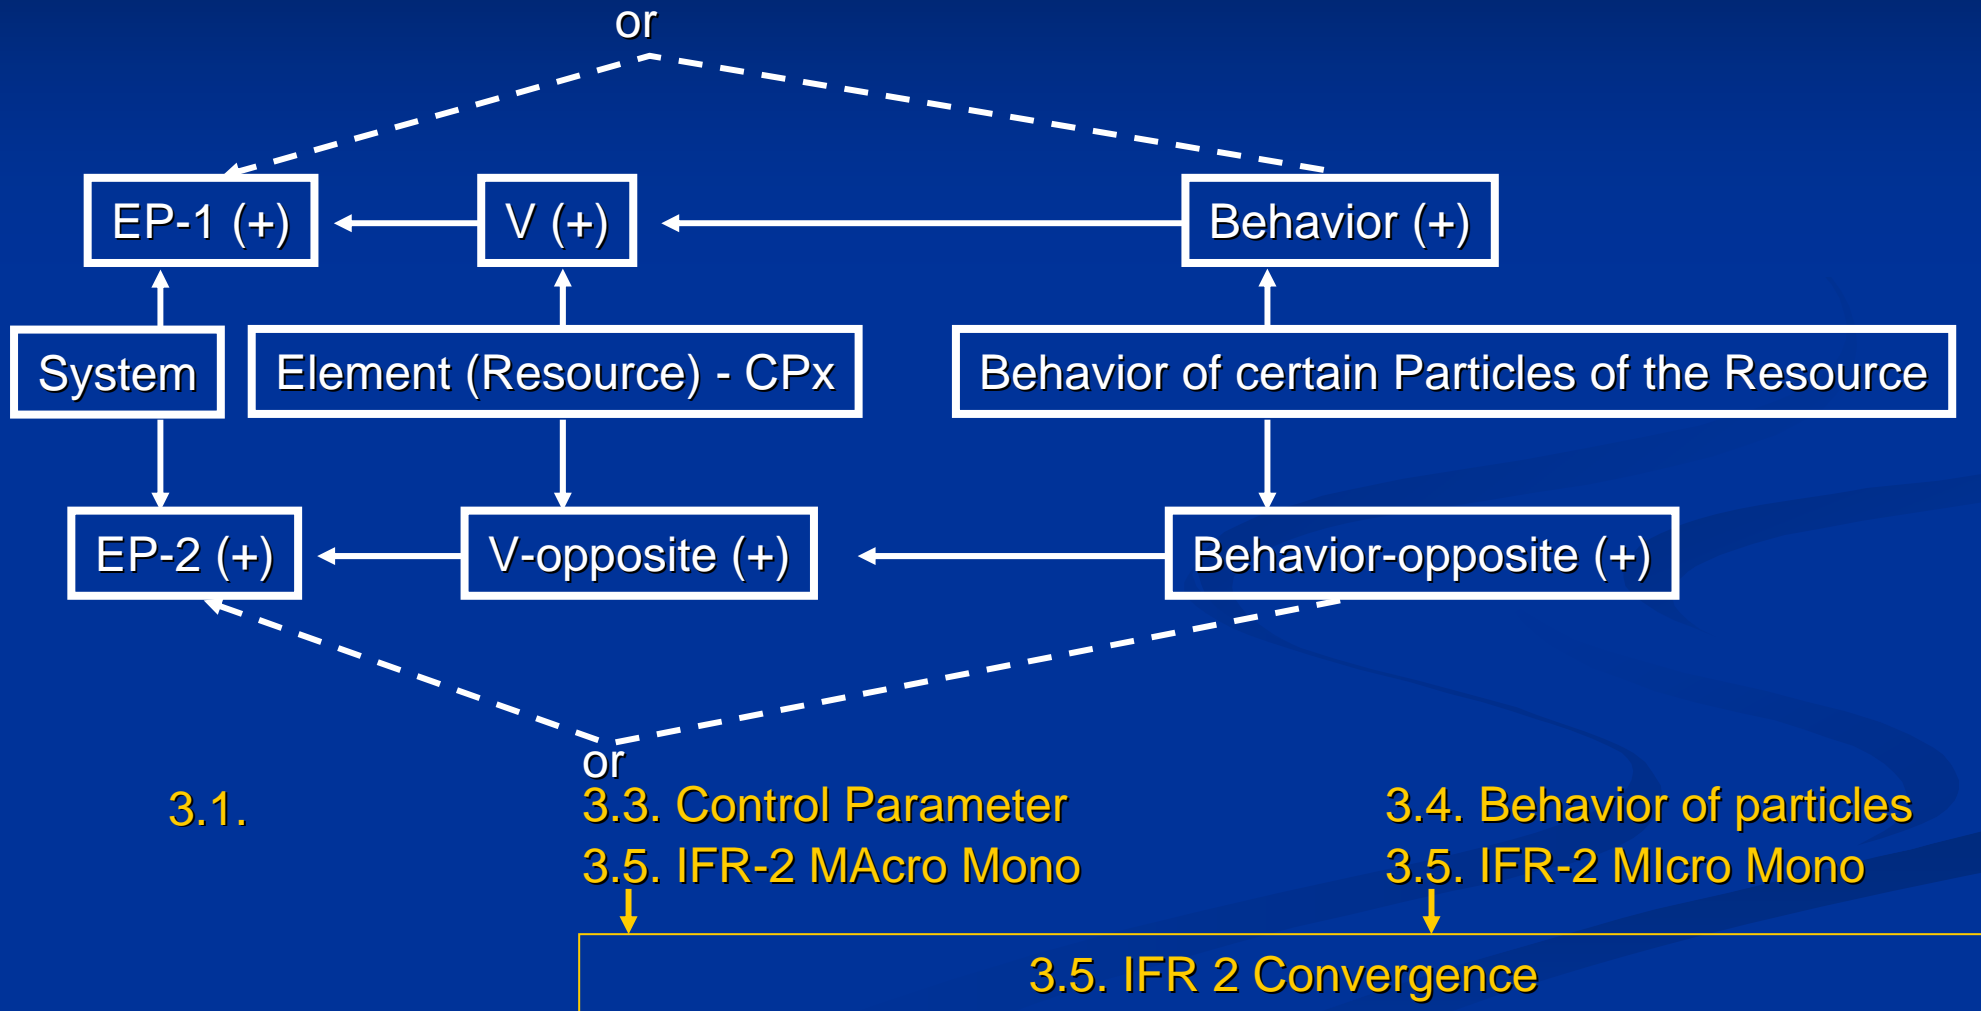 or
EP-1 (+)
V (+)
Behavior (+)
System
Element (Resource) - CPx
Behavior of certain Particles of the Resource
EP-2 (+)
V-opposite (+)
Behavior-opposite (+)
or
3.1.
3.3. Control Parameter
3.4. Behavior of particles
3.5. IFR-2 MAcro Mono
3.5. IFR-2 MIcro Mono
3.5. IFR 2 Convergence